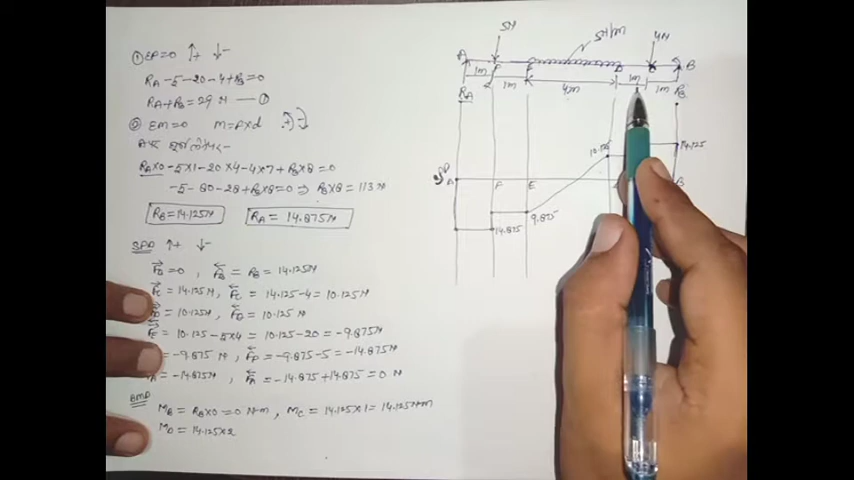 ① ΣF=0 ↑+ ↓-
RA-5-20-4+RB=0
RA+RB=29 N —①
② ΣM=0 M=F×d
RA×0-5×1-20×4-4×7+RB×8=0
-5-80-28+RB×8=0 ⇒ RB×8=113 N
RB=14.125N RA=14.875N
SFD ↑+ ↓-
FB=0, FB=RB=14.125N
FC=14.125N, FC=14.125-4=10.125N
FD=10.125N, FD=10.125 N
FE=10.125-5×4=10.125-20=-9.875N
=-9.875 N, FF=-9.875-5=-14.875N
=-14.875N, FA=-14.875+14.875=0 N
BMD
MB=RB×0=0 N-m, MC=14.125×1=14.125N-m
MD=14.125×2
5N
5N/m
4N
A
B
1m 1m 4m 1m 1m
RA
RB
10.125
14.125
A F E B
14.875
9.875